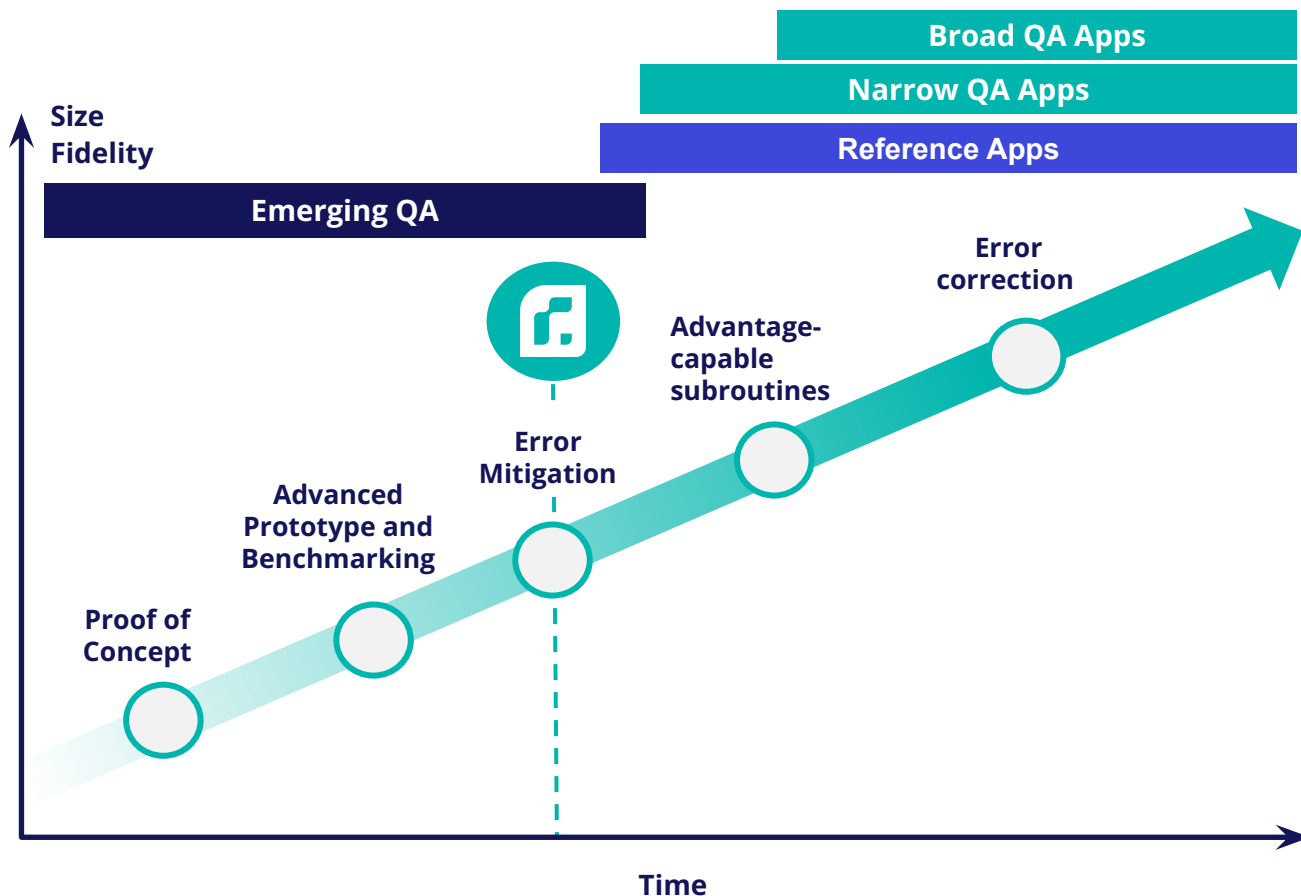 Broad QA Apps
Narrow QA Apps
Size
Fidelity
Reference Apps
Emerging QA
Error
correction
Advantage-
capable
subroutines
Error
Mitigation
Advanced
Prototype and
Benchmarking
Proof of
Concept
r.
Time